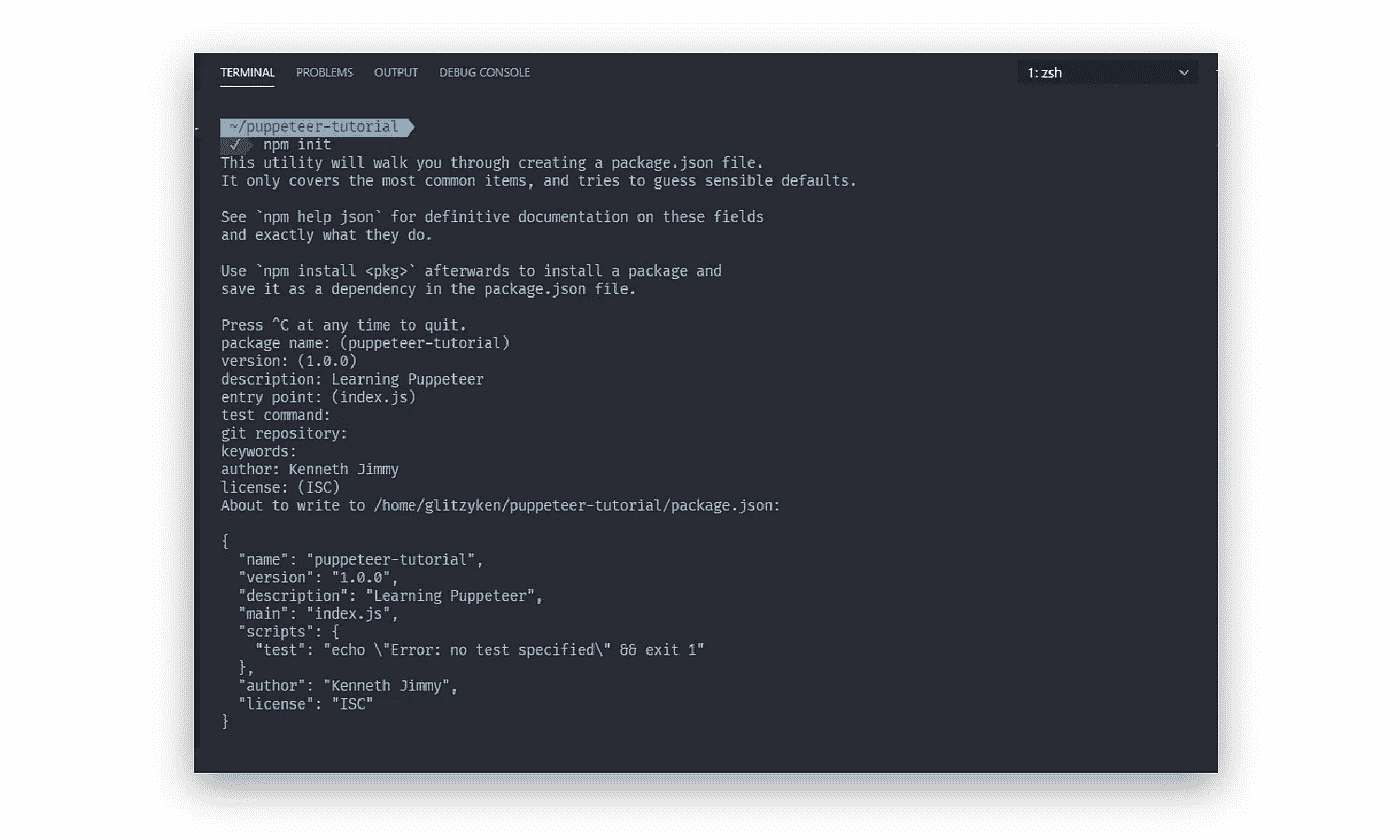 TERMINAL PROBLEMS OUTPUT DEBUG CONSOLE 1: zsh
~/puppeteer-tutorial
✓ npm init
This utility will walk you through creating a package.json file.
It only covers the most common items, and tries to guess sensible defaults.
See `npm help json` for definitive documentation on these fields
and exactly what they do.
Use `npm install <pkg>` afterwards to install a package and
save it as a dependency in the package.json file.
Press ^C at any time to quit.
package name: (puppeteer-tutorial)
version: (1.0.0)
description: Learning Puppeteer
entry point: (index.js)
test command:
git repository:
keywords:
author: Kenneth Jimmy
license: (ISC)
About to write to /home/glitzyken/puppeteer-tutorial/package.json:
{
  "name": "puppeteer-tutorial",
  "version": "1.0.0",
  "description": "Learning Puppeteer",
  "main": "index.js",
  "scripts": {
    "test": "echo \"Error: no test specified\" && exit 1"
  },
  "author": "Kenneth Jimmy",
  "license": "ISC"
}